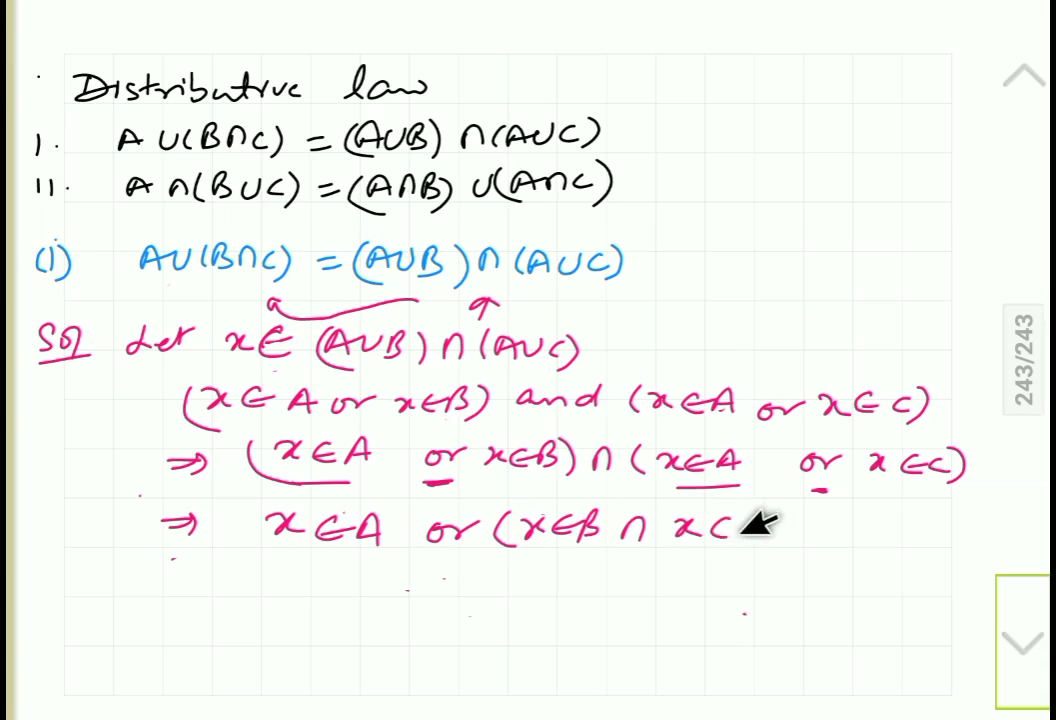 Distributive law
I. A ∪(B∩C) = (A∪B) ∩(A∪C)
II. A ∩(B∪C) = (A∩B) ∪(A∩C)
(I) A∪(B∩C) = (A∪B)∩(A∪C)
Sol Let x∈ (A∪B)∩(A∪C)
(x∈A or x∈B) and (x∈A or x∈C)
⇒ (x∈A or x∈B)∩(x∈A or x∈C)
⇒ x∈A or (x∈B ∩ x C
243/243